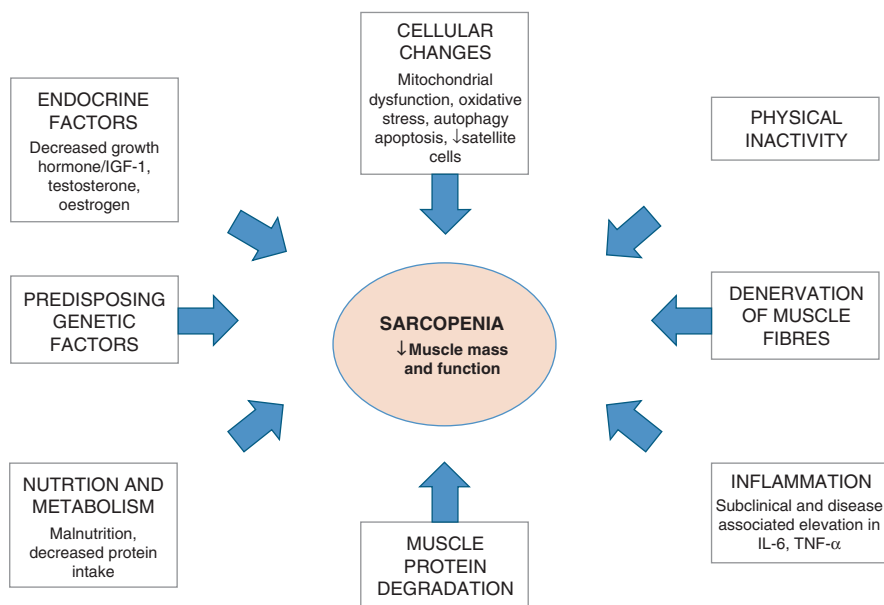 CELLULAR
CHANGES
Mitochondrial
dysfunction, oxidative
stress, autophagy
apoptosis, ↓satellite
cells
ENDOCRINE
FACTORS
Decreased growth
hormone/IGF-1,
testosterone,
oestrogen
PHYSICAL
INACTIVITY
PREDISPOSING
GENETIC
FACTORS
SARCOPENIA
↓Muscle mass
and function
DENERVATION
OF MUSCLE
FIBRES
NUTRTION AND
METABOLISM
Malnutrition,
decreased protein
intake
MUSCLE
PROTEIN
DEGRADATION
INFLAMMATION
Subclinical and disease
associated elevation in
IL-6, TNF-α